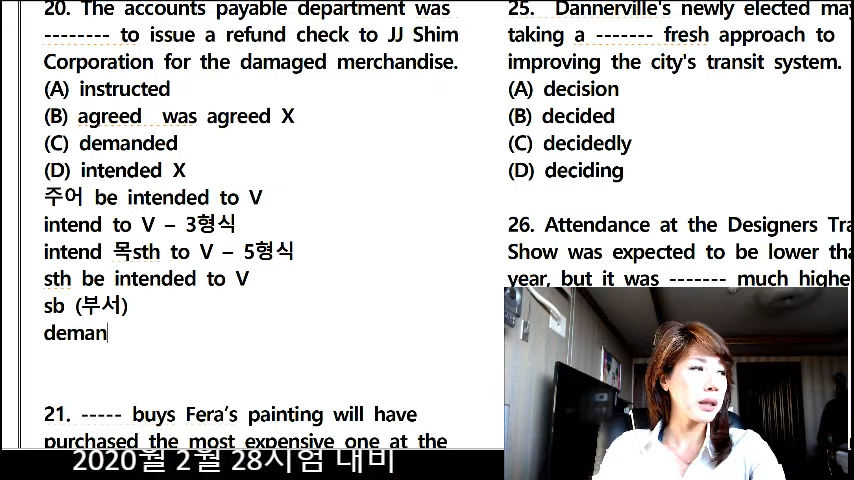 20. The accounts payable department was
-------- to issue a refund check to JJ Shim
Corporation for the damaged merchandise.
(A) instructed
(B) agreed was agreed X
(C) demanded
(D) intended X
주어 be intended to V
intend to V – 3형식
intend 목sth to V – 5형식
sth be intended to V
sb (부서)
deman
21. ----- buys Fera's painting will have
purchased the most expensive one at the
25. Dannerville's newly elected
taking a ------- fresh approach to
improving the city's transit system.
(A) decision
(B) decided
(C) decidedly
(D) deciding
26. Attendance at the Designers
Show was expected to be lower
year, but it was ------- much
2020월 2월 28시험 대비